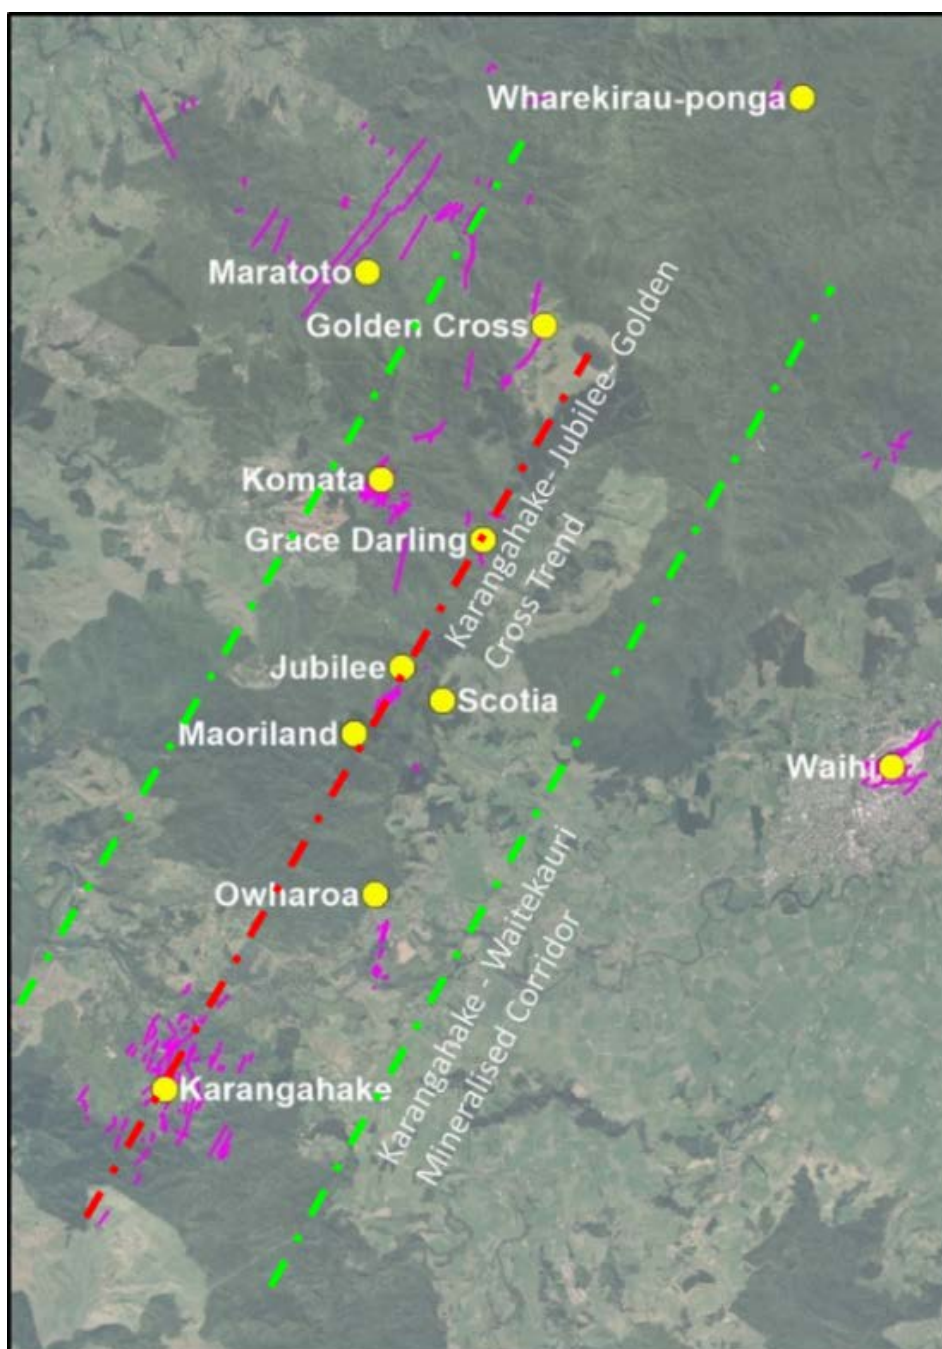 Wharekirau-ponga
Maratoto
Golden Cross
Karangahake- Jubilee- Golden
Cross Trend
Komata
Grace Darling
Jubilee
Scotia
Maoriland
Waihi
Owharoa
Karangahake - Waitekauri
Mineralised Corridor
Karangahake